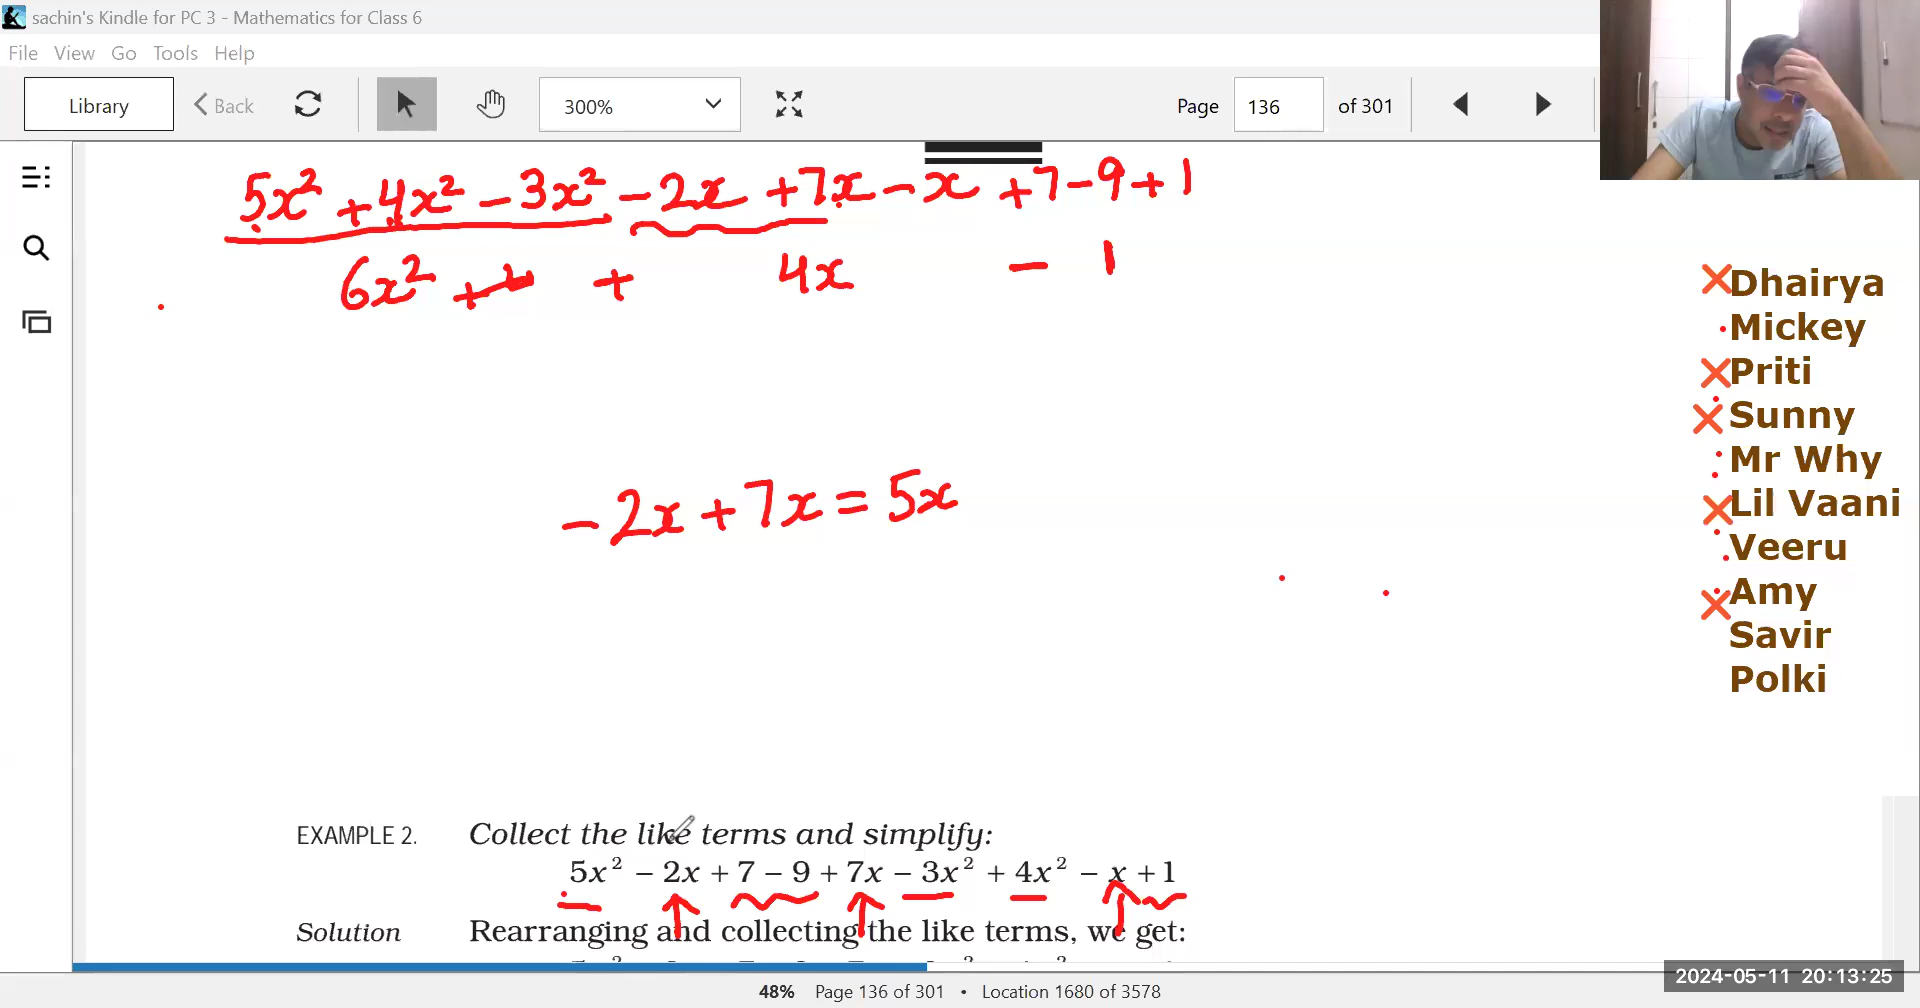 sachin's Kindle for PC 3 - Mathematics for Class 6
File View Go Tools Help
Library Back 300% Page 136 of 301
5x² + 4x² - 3x² - 2x + 7x - x + 7 - 9 + 1
6x² + 4x - 1
- 2x + 7x = 5x
Dhairya
Mickey
Priti
Sunny
Mr Why
Lil Vaani
Veeru
Amy
Savir
Polki
EXAMPLE 2. Collect the like terms and simplify:
5x² − 2x + 7 − 9 + 7x − 3x² + 4x² − x + 1
Solution Rearranging and collecting the like terms, we get:
2024-05-11 20:13:25
48% Page 136 of 301 • Location 1680 of 3578